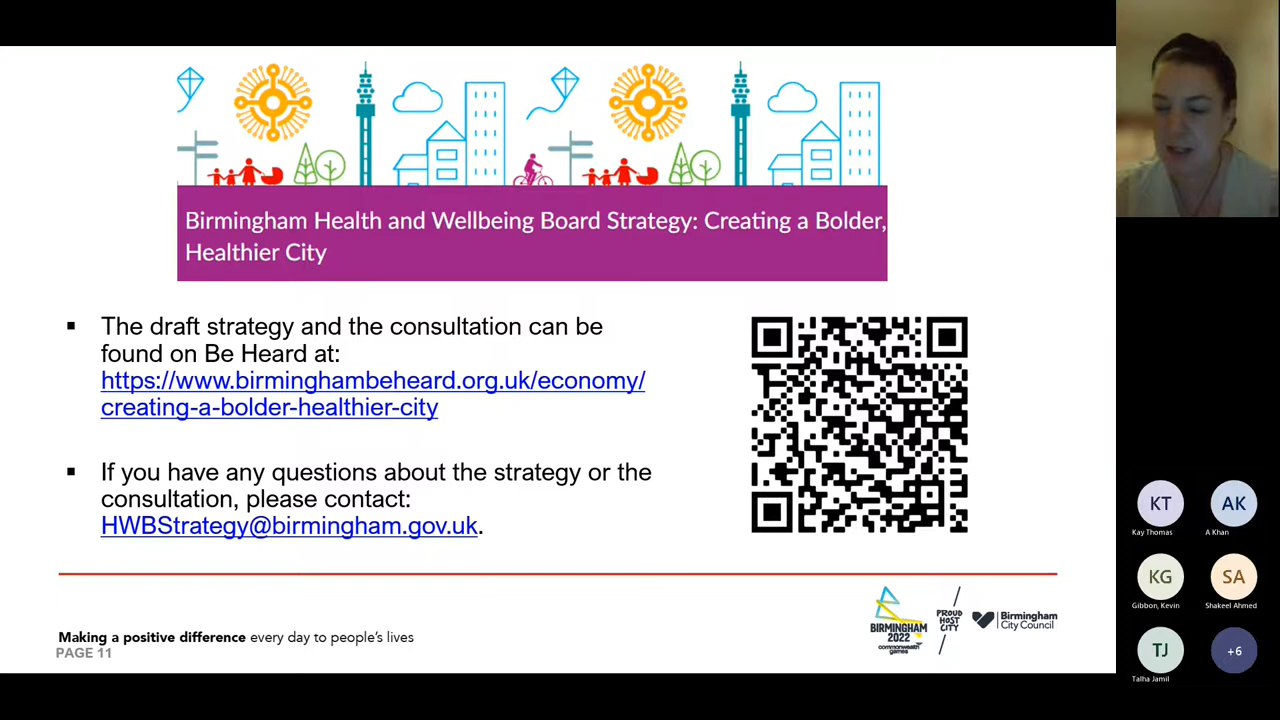 Birmingham Health and Wellbeing Board Strategy: Creating a Bolder,
Healthier City
The draft strategy and the consultation can be
found on Be Heard at:
https://www.birminghambeheard.org.uk/economy/
creating-a-bolder-healthier-city
If you have any questions about the strategy or the
consultation, please contact:
HWBStrategy@birmingham.gov.uk.
Making a positive difference every day to people's lives
PAGE 11
BIRMINGHAM
2022
commonwealth
games
PROUD
HOST
CITY
Birmingham
City Council
KT
Kay Thomas
AK
A Khan
KG
Gibbon, Kevin
SA
Shakeel Ahmed
TJ
Talha Jamil
+6